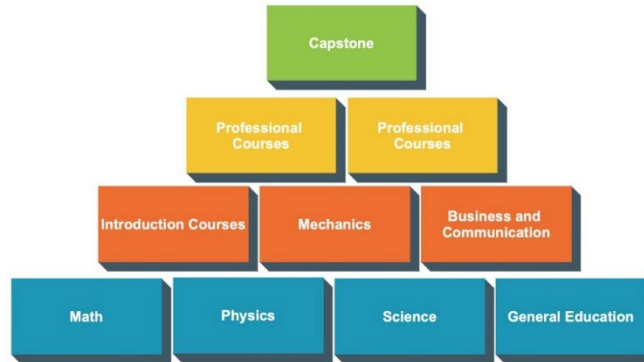 Capstone
Professional
Courses
Professional
Courses
Introduction Courses
Mechanics
Business and
Communication
Math
Physics
Science
General Education